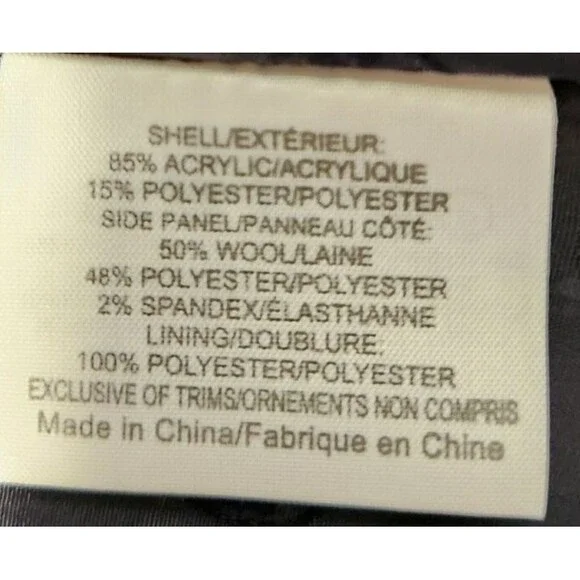 SHELL/EXTÉRIEUR:
85% ACRYLIC/ACRYLIQUE
15% POLYESTER/POLYESTER
SIDE PANEL/PANNEAU CÔTÉ:
50% WOOL/LAINE
48% POLYESTER/POLYESTER
2% SPANDEX/ÉLASTHANNE
LINING/DOUBLURE:
100% POLYESTER/POLYESTER
EXCLUSIVE OF TRIMS/ORNEMENTS NON COMPRIS
Made in China/Fabrique en Chine